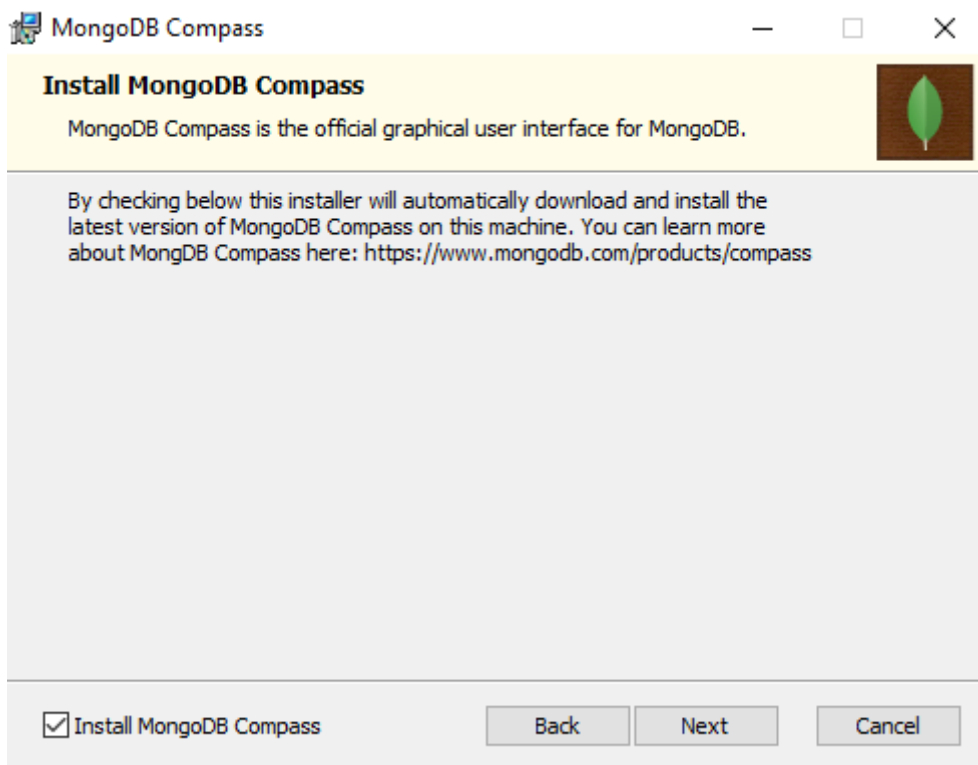 MongoDB Compass
Install MongoDB Compass
MongoDB Compass is the official graphical user interface for MongoDB.
By checking below this installer will automatically download and install the
latest version of MongoDB Compass on this machine. You can learn more
about MongDB Compass here: https://www.mongodb.com/products/compass
Install MongoDB Compass Back Next Cancel